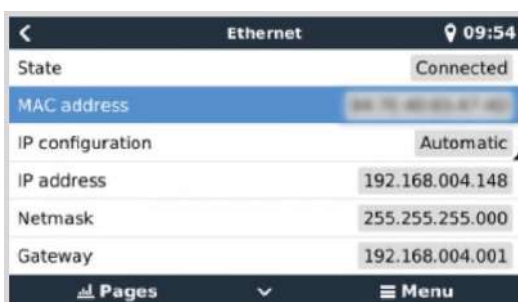 Ethernet 09:54
State Connected
MAC address
IP configuration Automatic
IP address 192.168.004.148
Netmask 255.255.255.000
Gateway 192.168.004.001
Pages Menu